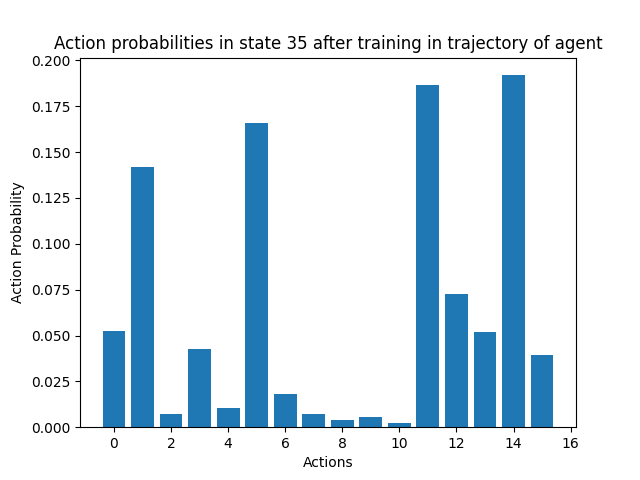 Action probabilities in state 35 after training in trajectory of agent
0.200
0.175
0.150
0.125
0.100
0.075
0.050
0.025
0.000
Action Probability
0 2 4 6 8 10 12 14 16
Actions